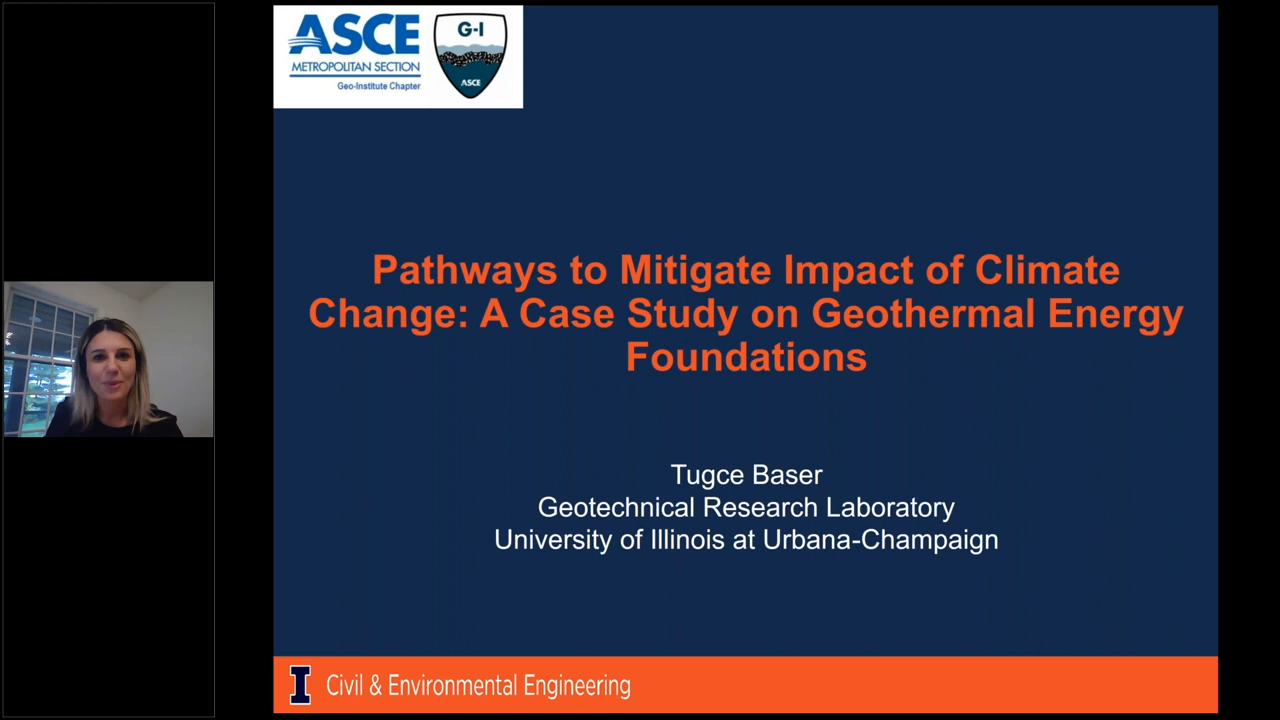 ASCE
METROPOLITAN SECTION
Geo-Institute Chapter
G-I
ASCE
Pathways to Mitigate Impact of Climate
Change: A Case Study on Geothermal Energy
Foundations
Tugce Baser
Geotechnical Research Laboratory
University of Illinois at Urbana-Champaign
I Civil & Environmental Engineering